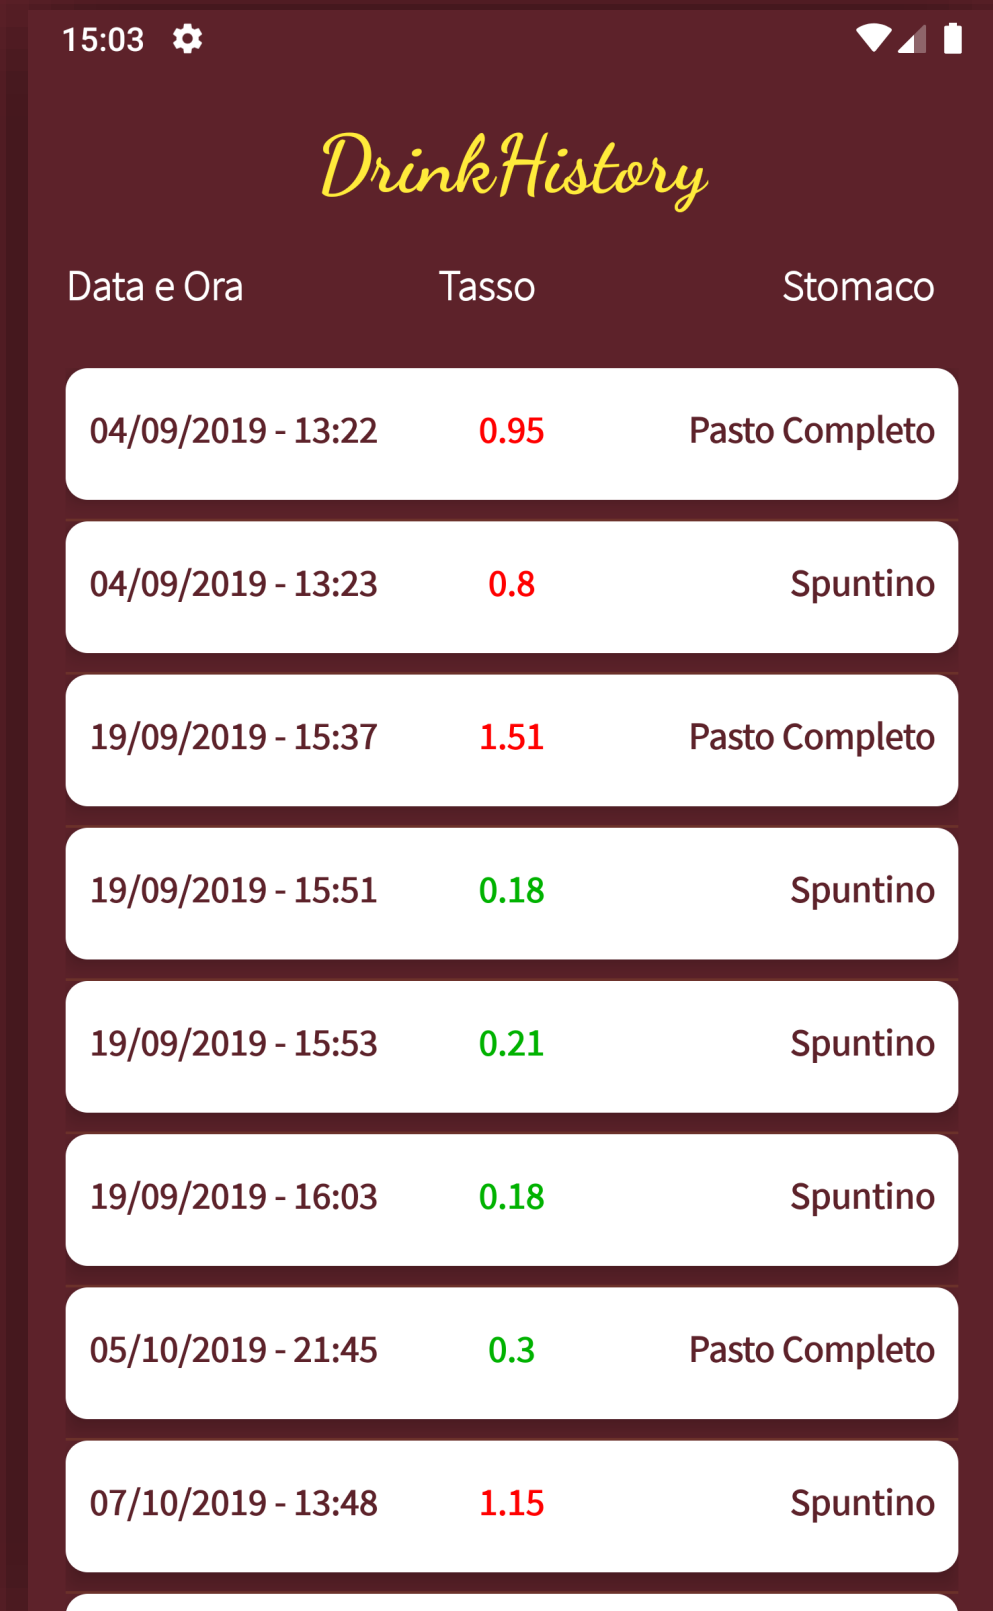 15:03
DrinkHistory
Data e Ora Tasso Stomaco
04/09/2019 - 13:22 0.95 Pasto Completo
04/09/2019 - 13:23 0.8 Spuntino
19/09/2019 - 15:37 1.51 Pasto Completo
19/09/2019 - 15:51 0.18 Spuntino
19/09/2019 - 15:53 0.21 Spuntino
19/09/2019 - 16:03 0.18 Spuntino
05/10/2019 - 21:45 0.3 Pasto Completo
07/10/2019 - 13:48 1.15 Spuntino